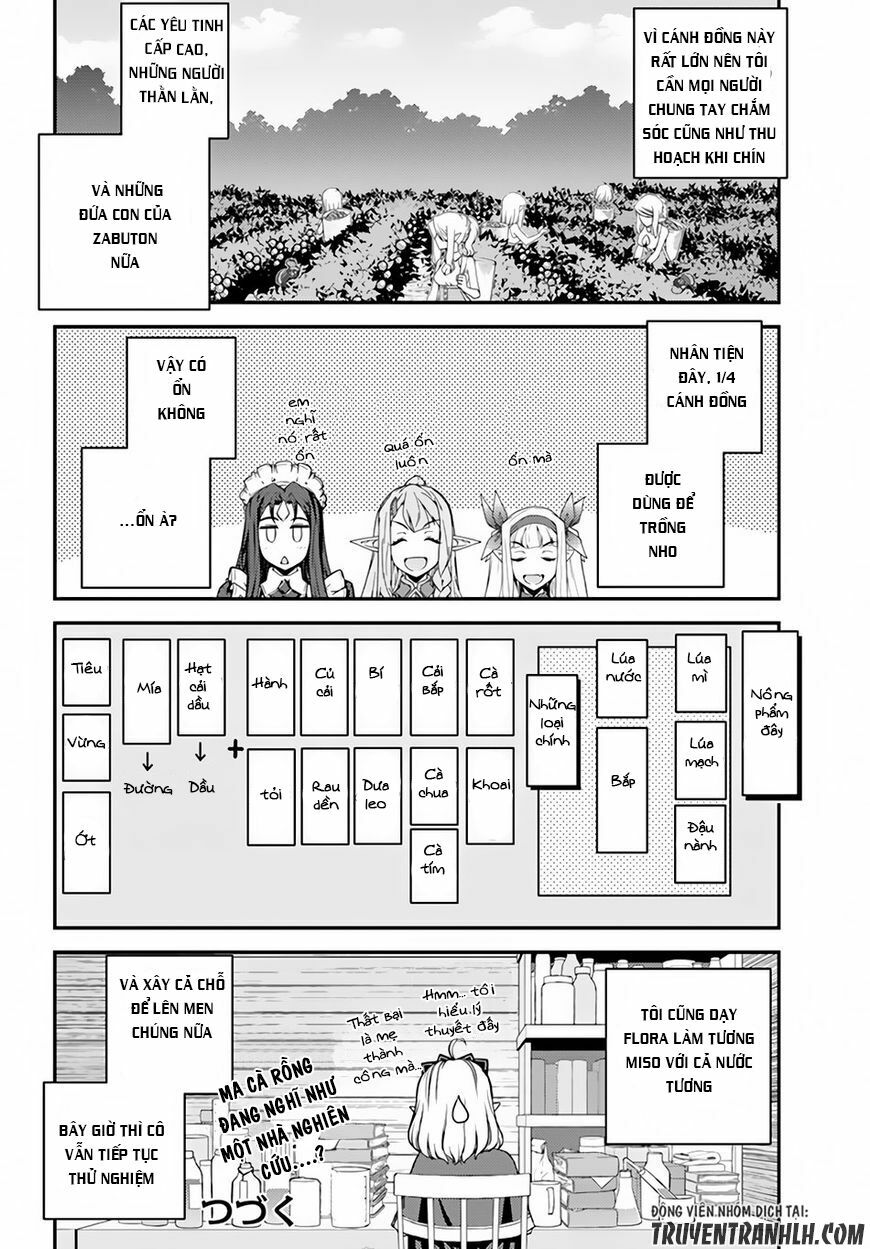 VÌ CÁNH ĐỒNG NÀY
RẤT LỚN NÊN TÔI
CẦN MỌI NGƯỜI
CHUNG TAY CHẮM
SÓC CŨNG NHƯ THU
HOẠCH KHI CHÍN
CÁC YÊU TINH
CẤP CAO,
NHỮNG NGƯỜI
THẰN LẰN,
VÀ NHỮNG
ĐỨA CON CỦA
ZABUTON
NỮA
NHÂN TIỆN
ĐÂY, 1/4
CÁNH ĐỒNG
ĐƯỢC
DÙNG ĐỂ
TRỒNG
NHO
ổn mà
Quá ổn
luôn
em
nghĩ
nó rất
ổn
VẬY CÓ
ỔN
KHÔNG
...ỔN À?
Nông
phẩm
đây
Lúa
mì
Lúa
mạch
Đậu
nành
Lúa
nước
Bắp
Những
loại
chính
Cà
rốt
Khoai
Cải
Bắp
Cà
chua
Cà
tím
Bí
Dưa
leo
Củ
cải
Rau
dền
Hành
tỏi
+
Hạt
cải
dầu
↓
Dầu
Mía
↓
Đường
Tiêu
Vừng
Ớt
TÔI CŨNG DẠY
FLORA LÀM TƯƠNG
MISO VỚI CẢ NƯỚC
TƯƠNG
Hmm... tôi
hiểu lý
thuyết đấy
Thất bại
là mẹ
thành
công mà...
VÀ XÂY CẢ CHỖ
ĐỂ LÊN MEN
CHÚNG NỮA
MA CÀ RỒNG
ĐANG NGHĨ NHƯ
MỘT NHÀ NGHIÊN
CỨU....?
BÂY GIỜ THÌ CÔ
VẪN TIẾP TỤC
THỬ NGHIỆM
つづく
ĐỘNG VIÊN NHÓM DỊCH TẠI:
TRUYENTRANHLH.COM